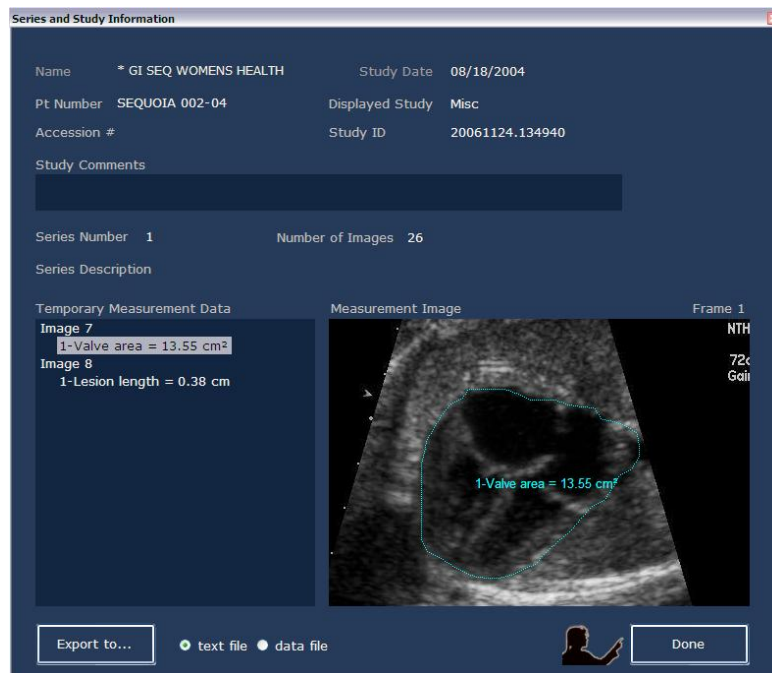 Series and Study Information
Name * GI SEQ WOMENS HEALTH Study Date 08/18/2004
Pt Number SEQUOIA 002-04 Displayed Study Misc
Accession # Study ID 20061124.134940
Study Comments
Series Number 1 Number of Images 26
Series Description
Temporary Measurement Data Measurement Image Frame 1
Image 7
1-Valve area = 13.55 cm²
Image 8
1-Lesion length = 0.38 cm
NTH
Gai
1-Valve area = 13.55 cm²
Export to... text file data file Done